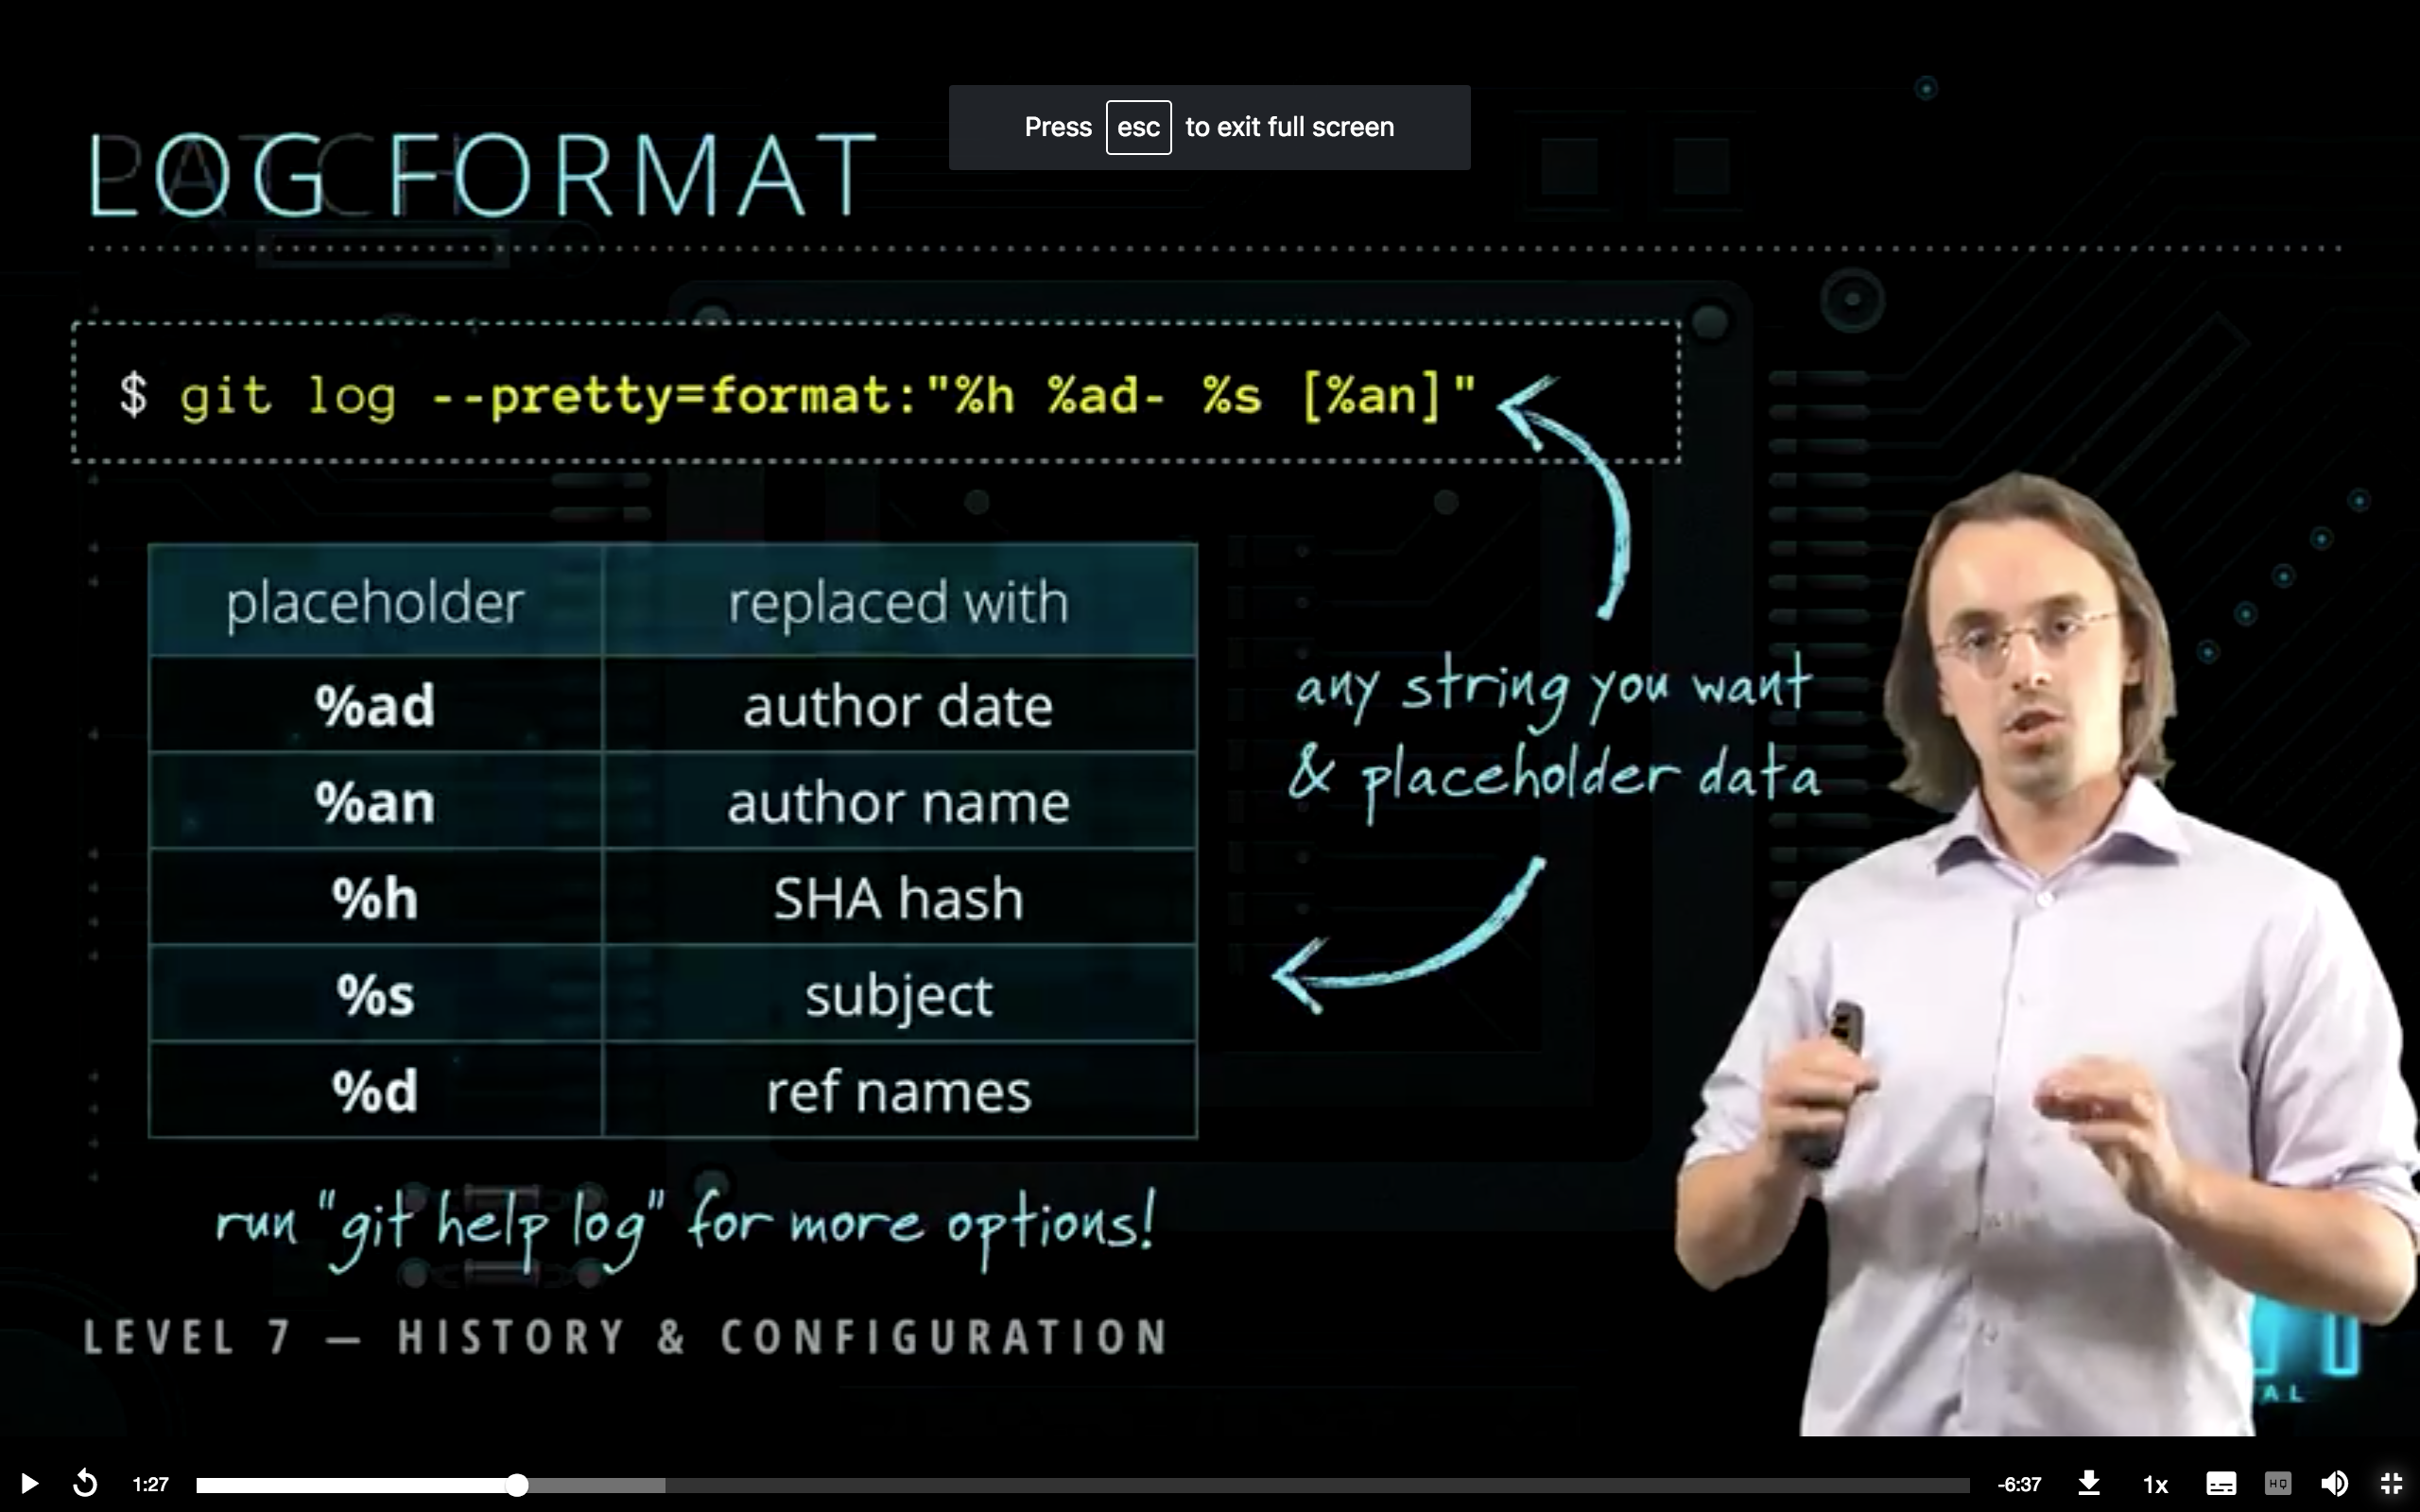 Press esc to exit full screen
LOG FORMAT
$ git log --pretty=format:"%h %ad- %s [%an]"
placeholder replaced with
%ad author date
%an author name
%h SHA hash
%s subject
%d ref names
any string you want
& placeholder data
run "git help log" for more options!
LEVEL 7 — HISTORY & CONFIGURATION
AL
1:27
-6:37
1x
HQ